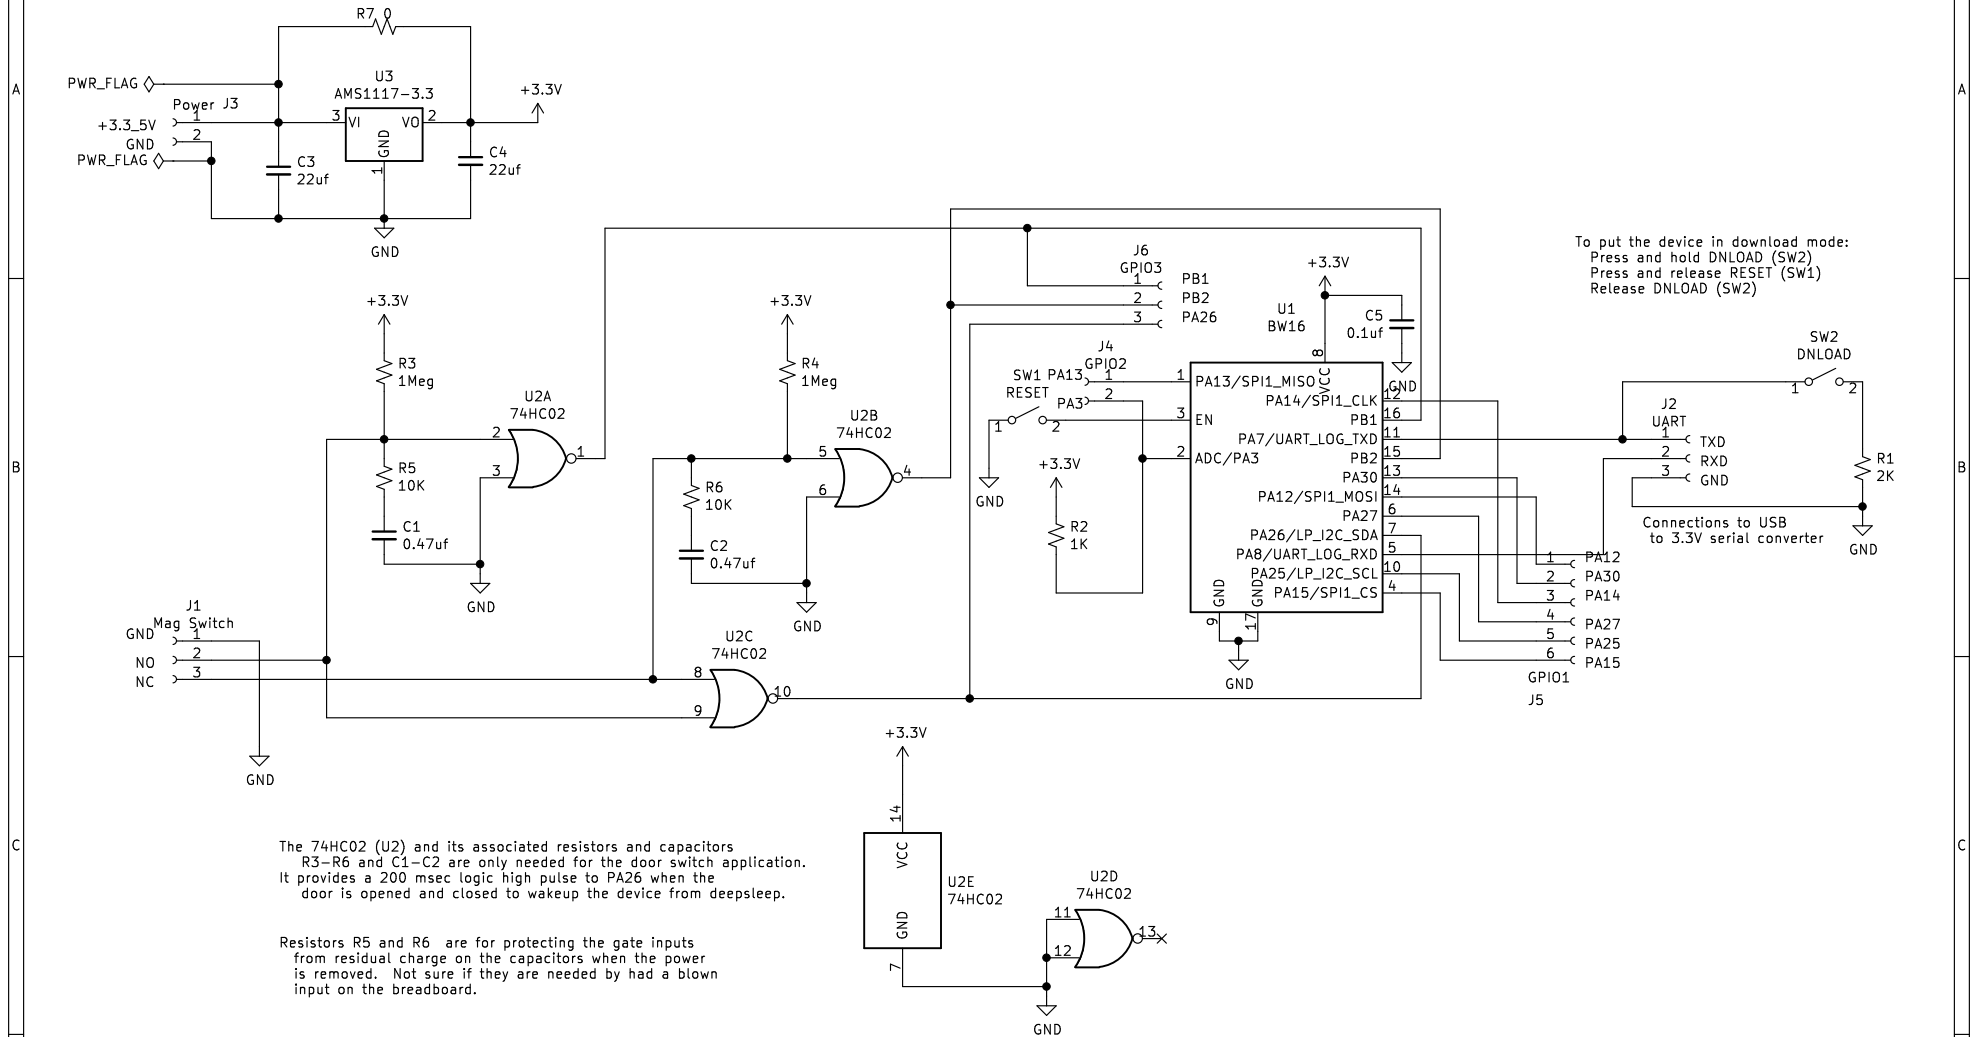 R7 0
PWR_FLAG
U3
AMS1117-3.3
+3.3V
A
A
Power J3
1
+3.3_5V
2
GND
PWR_FLAG
3
VI
VO
2
GND
1
C3
22uf
C4
22uf
GND
J6
GPIO3
1
PB1
2
PB2
3
PA26
+3.3V
U1
BW16
C5
0.1uf
GND
8
VCC
To put the device in download mode:
Press and hold DNLOAD (SW2)
Press and release RESET (SW1)
Release DNLOAD (SW2)
+3.3V
R3
1Meg
+3.3V
R4
1Meg
J4
GPIO2
SW1
RESET
PA13
1
PA3
2
1
2
GND
SW2
DNLOAD
1
2
J2
UART
1
TXD
2
RXD
3
GND
R1
2K
GND
Connections to USB
to 3.3V serial converter
U2A
74HC02
2
3
1
U2B
74HC02
5
6
4
B
B
R5
10K
C1
0.47uf
GND
R6
10K
C2
0.47uf
GND
+3.3V
R2
1K
1
PA13/SPI1_MISO
3
EN
2
ADC/PA3
PA14/SPI1_CLK
12
PB1
16
PA7/UART_LOG_TXD
11
PB2
15
PA30
13
PA12/SPI1_MOSI
14
PA27
6
PA26/LP_I2C_SDA
7
PA8/UART_LOG_RXD
5
PA25/LP_I2C_SCL
10
PA15/SPI1_CS
4
GND
9
GND
17
GND
1
PA12
2
PA30
3
PA14
4
PA27
5
PA25
6
PA15
GPIO1
J5
J1
Mag Switch
GND
1
NO
2
NC
3
GND
U2C
74HC02
8
9
10
+3.3V
14
VCC
GND
7
U2E
74HC02
U2D
74HC02
11
12
13
GND
C
C
The 74HC02 (U2) and its associated resistors and capacitors
R3-R6 and C1-C2 are only needed for the door switch application.
It provides a 200 msec logic high pulse to PA26 when the
door is opened and closed to wakeup the device from deepsleep.
Resistors R5 and R6 are for protecting the gate inputs
from residual charge on the capacitors when the power
is removed. Not sure if they are needed by had a blown
input on the breadboard.